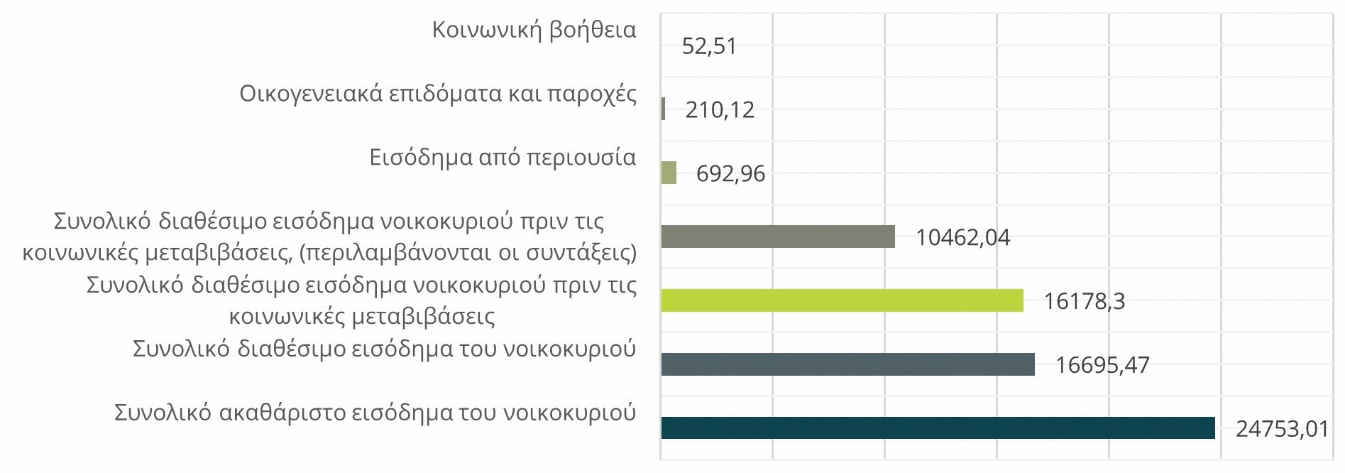 Κοινωνική βοήθεια
52,51
Οικογενειακά επιδόματα και παροχές
210,12
Εισόδημα από περιουσία
692,96
Συνολικό διαθέσιμο εισόδημα νοικοκυριού πριν τις
κοινωνικές μεταβιβάσεις, (περιλαμβάνονται οι συντάξεις)
10462,04
Συνολικό διαθέσιμο εισόδημα νοικοκυριού πριν τις
κοινωνικές μεταβιβάσεις
16178,3
Συνολικό διαθέσιμο εισόδημα του νοικοκυριού
16695,47
Συνολικό ακαθάριστο εισόδημα του νοικοκυριού
24753,01